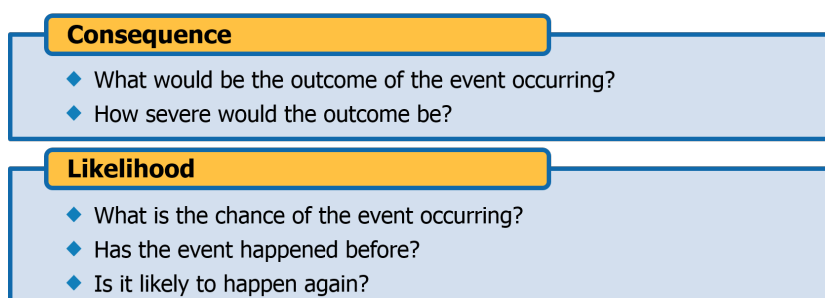 Consequence
What would be the outcome of the event occurring?
How severe would the outcome be?
Likelihood
What is the chance of the event occurring?
Has the event happened before?
Is it likely to happen again?